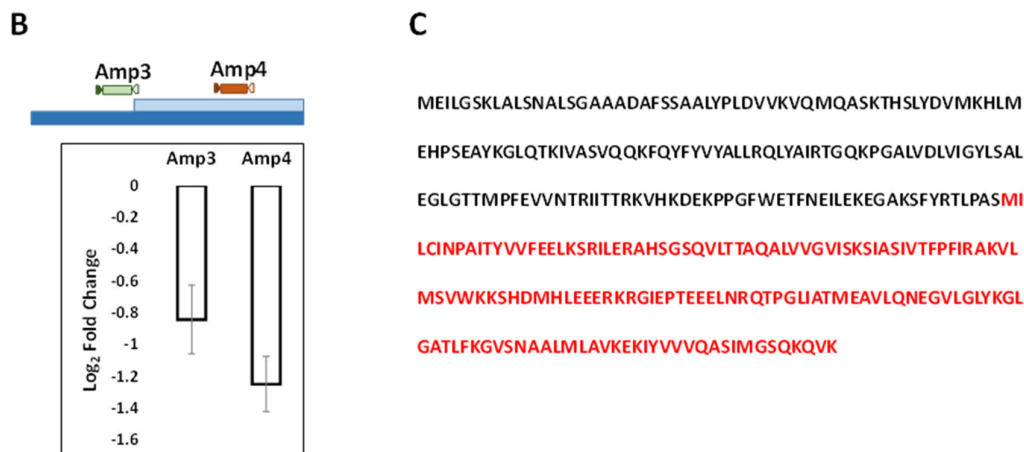 B
C
Amp3
Amp4
Amp3 Amp4
0
-0.2
-0.4
-0.6
-0.8
-1
-1.2
-1.4
-1.6
Log2 Fold Change
MEILGSKLALSNALSGAAADAFSSAALYPLDVVKVQMQASKTHSLYDVMKHLM
EHPSEAYKGLQTKIVASVQQKFQYFYVYALLRQLYAIRTGQKPGALVDLVIGYLSAL
EGLGTTMPFEVVNTRIITTRKVHKDEKPPGFWETFNEILEKEGAKSFYRTLPASMI
LCINPAITYVVFEELKSRILERAHSGSQVLTTAQALVVGVISKSIASIVTFPFIRAKVL
MSVWKKSHDMHLEEERKRGIEPTEEELNRQTPGLIATMEAVLQNEGVLGLYKGL
GATLFKGVSNAALMLAVKEKIYVVVQASIMGSQKQVK